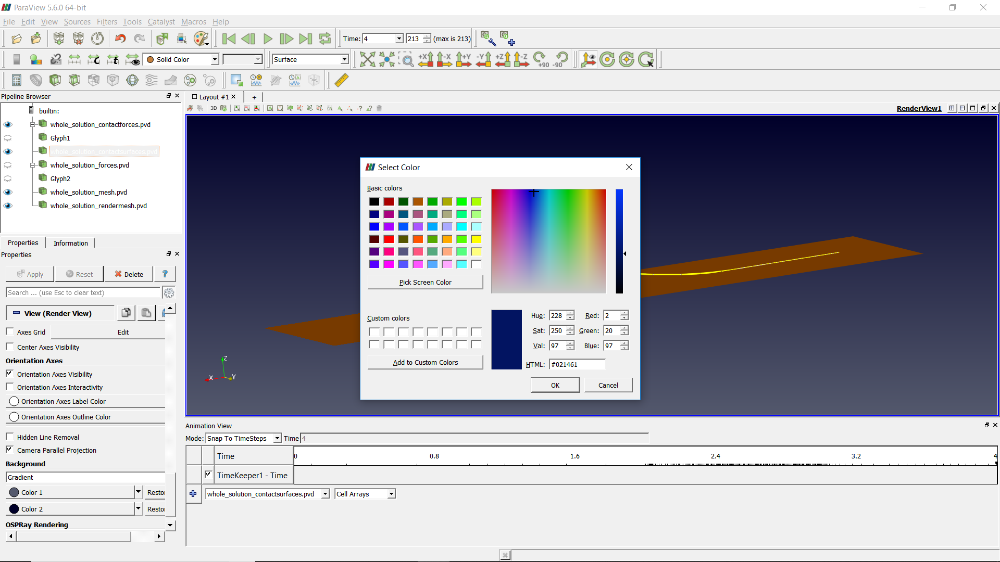 ParaView 5.6.0 64-bit
File Edit View Sources Filters Tools Catalyst Macros Help
Time: 4 213 (max is 213)
Solid Color Surface +X -X +Y -Y +Z -Z +90 -90
Pipeline Browser
Layout #1 +
3D
RenderView1
builtin:
whole_solution_contactforces.pvd
Glyph1
whole_solution_contactsurfaces.pvd
whole_solution_forces.pvd
Glyph2
whole_solution_mesh.pvd
whole_solution_rendermesh.pvd
Properties Information
Properties
Apply Reset Delete ?
Search ... (use Esc to clear text)
View (Render View)
Axes Grid Edit
Center Axes Visibility
Orientation Axes
Orientation Axes Visibility
Orientation Axes Interactivity
Orientation Axes Label Color
Orientation Axes Outline Color
Hidden Line Removal
Camera Parallel Projection
Background
Gradient
Color 1 Restor
Color 2 Restor
OSPRay Rendering
Z
X
Y
Select Color
Basic colors
Pick Screen Color
Custom colors
Add to Custom Colors
Hue: 228 Red: 2
Sat: 250 Green: 20
Val: 97 Blue: 97
HTML: #021461
OK Cancel
Animation View
Mode: Snap To TimeSteps Time 4
Time 0 0.8 1.6 2.4 3.2 4
TimeKeeper1 - Time
whole_solution_contactsurfaces.pvd Cell Arrays